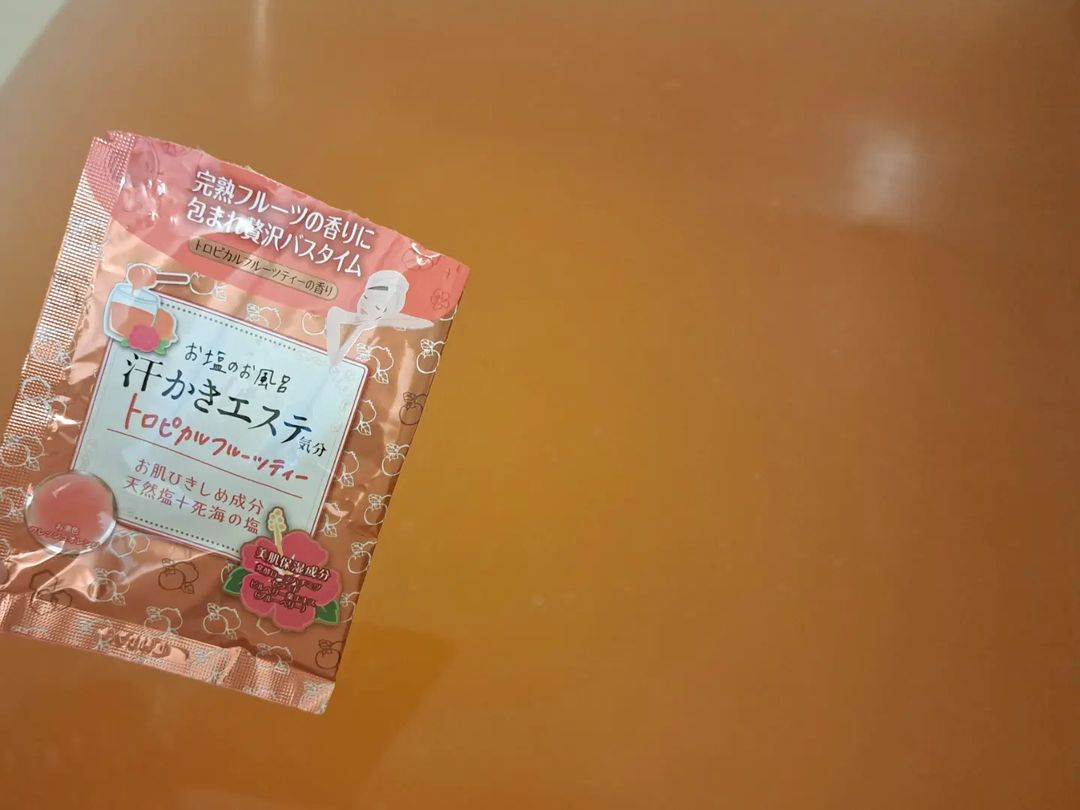 完熟フルーツの香りに
包まれ贅沢バスタイム
トロピカルフルーツティーの香り
お塩のお風呂
汗かきエステ気分
トロピカルフルーツティー
お肌ひきしめ成分
天然塩+死海の塩
お湯色
美肌保湿成分